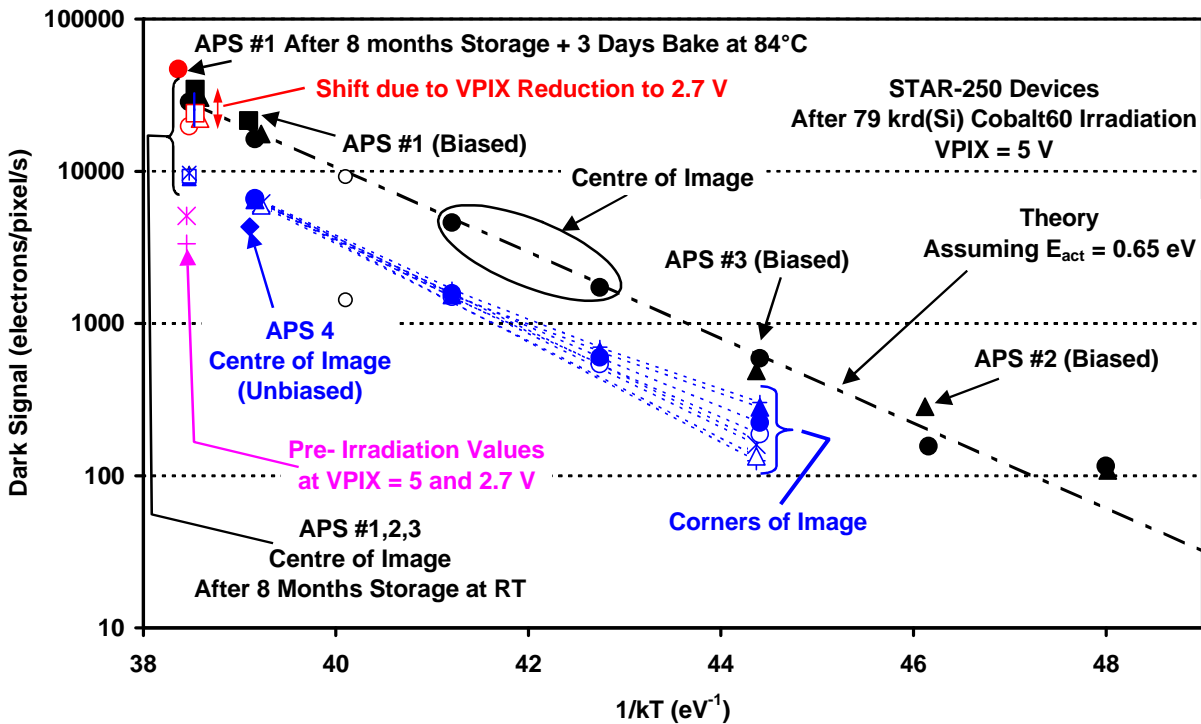 100000
10000
1000
100
10
Dark Signal (electrons/pixel/s)
APS #1 After 8 months Storage + 3 Days Bake at 84°C
Shift due to VPIX Reduction to 2.7 V
STAR-250 Devices
After 79 krd(Si) Cobalt60 Irradiation
VPIX = 5 V
APS #1 (Biased)
Centre of Image
Theory
Assuming Eact = 0.65 eV
APS #3 (Biased)
APS 4
Centre of Image
(Unbiased)
APS #2 (Biased)
Pre- Irradiation Values
at VPIX = 5 and 2.7 V
Corners of Image
APS #1,2,3
Centre of Image
After 8 Months Storage at RT
38 40 42 44 46 48
1/kT (eV⁻¹)